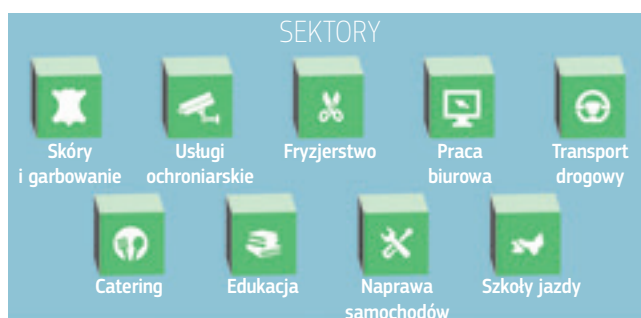 SEKTORY
Skóry
i garbowanie
Usługi
ochroniarskie
Fryzjerstwo
Praca
biurowa
Transport
drogowy
Catering
Edukacja
Naprawa
samochodów
Szkoły jazdy